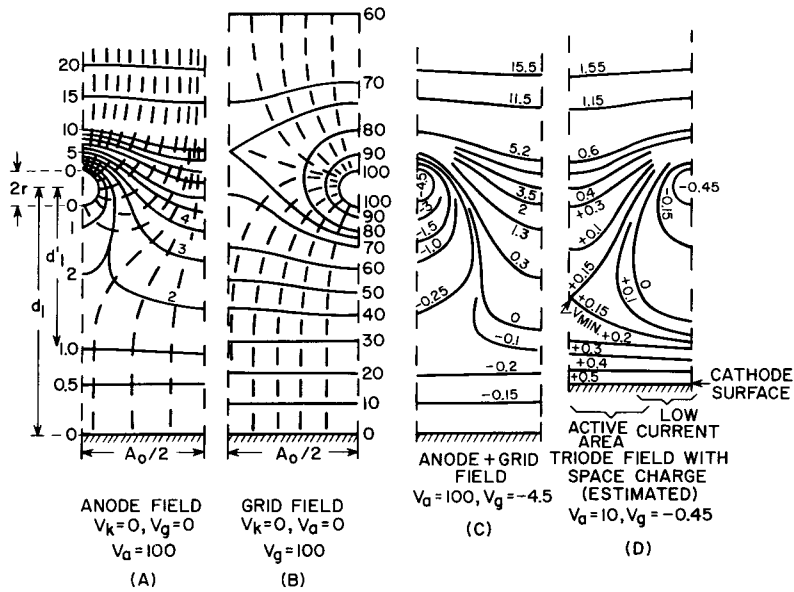 20
15
10
5
0
2r
0
4
3
d'1
d1
2
2
1.0
0.5
0
A0/2
ANODE FIELD
Vk=0, Vg=0
Va=100
(A)
60
70
80
90
100
100
90
80
70
60
50
40
30
20
10
0
A0/2
GRID FIELD
Vk=0, Va=0
Vg=100
(B)
15.5
11.5
5.2
-4.5
3.5
2
-1.5
1.3
-1.0
0.3
-0.25
0
-0.1
-0.2
-0.15
ANODE + GRID
FIELD
Va=100, Vg=-4.5
(C)
1.55
1.15
0.6
0.4
+0.3
-0.15
-0.45
+0.1
+0.15
0
+0.1
+0.15
VMIN.
+0.2
+0.3
+0.4
+0.5
CATHODE
SURFACE
ACTIVE
AREA
LOW
CURRENT
TRIODE FIELD WITH
SPACE CHARGE
(ESTIMATED)
Va=10, Vg=-0.45
(D)